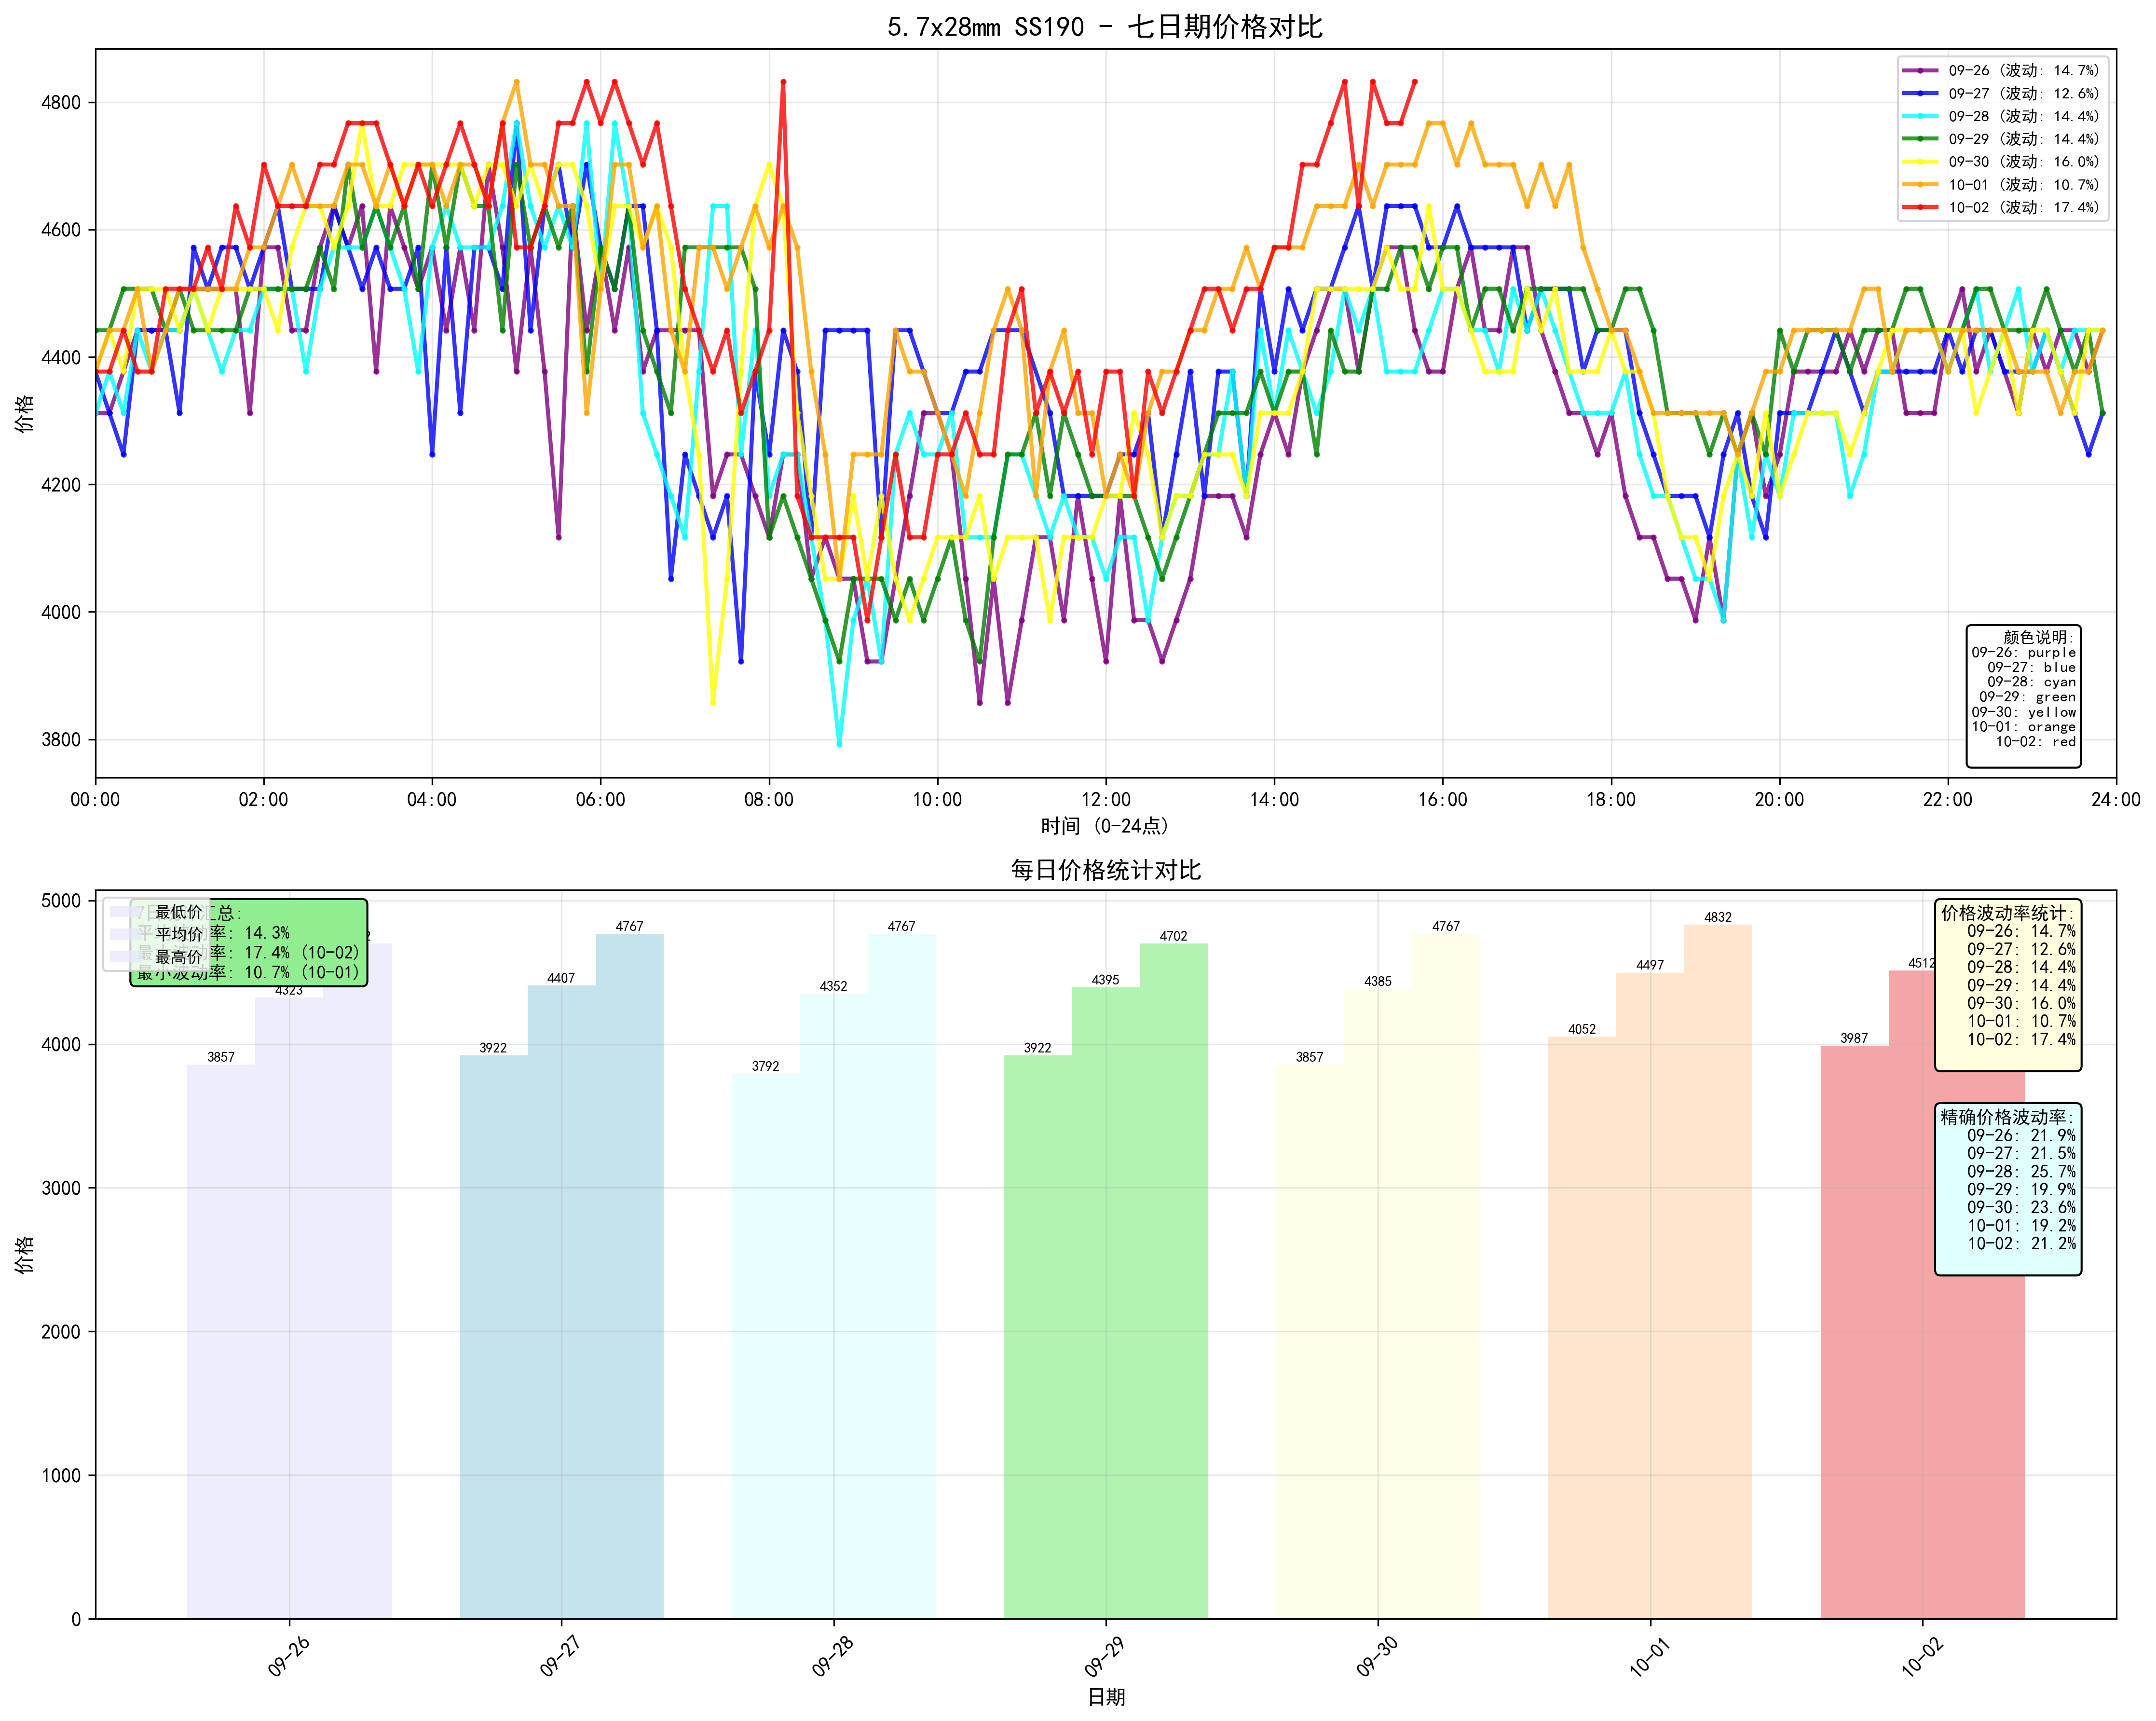 5.7x28mm SS190 - 七日期价格对比
价格
4800
4600
4400
4200
4000
3800
09-26 (波动: 14.7%)
09-27 (波动: 12.6%)
09-28 (波动: 14.4%)
09-29 (波动: 14.4%)
09-30 (波动: 16.0%)
10-01 (波动: 10.7%)
10-02 (波动: 17.4%)
颜色说明:
09-26: purple
09-27: blue
09-28: cyan
09-29: green
09-30: yellow
10-01: orange
10-02: red
00:00 02:00 04:00 06:00 08:00 10:00 12:00 14:00 16:00 18:00 20:00 22:00 24:00
时间 (0-24点)
每日价格统计对比
价格
5000
4000
3000
2000
1000
0
最低价
平均价
最高价
汇总:
率: 14.3%
率: 17.4% (10-02)
最小波动率: 10.7% (10-01)
3857 4323
3922 4407 4767
3792 4352 4767
3922 4395 4702
3857 4385 4767
4052 4497 4832
3987 4512
价格波动率统计:
09-26: 14.7%
09-27: 12.6%
09-28: 14.4%
09-29: 14.4%
09-30: 16.0%
10-01: 10.7%
10-02: 17.4%
精确价格波动率:
09-26: 21.9%
09-27: 21.5%
09-28: 25.7%
09-29: 19.9%
09-30: 23.6%
10-01: 19.2%
10-02: 21.2%
09-26 09-27 09-28 09-29 09-30 10-01 10-02
日期